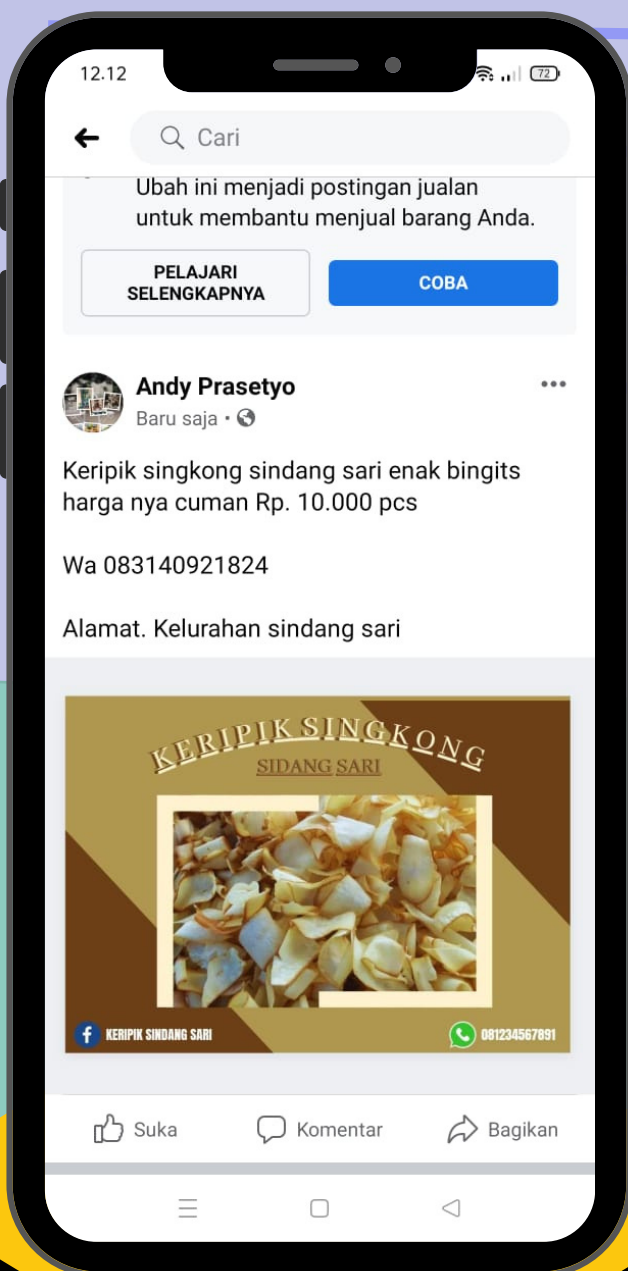 12.12
72
Cari
Ubah ini menjadi postingan jualan
untuk membantu menjual barang Anda.
PELAJARI
SELENGKAPNYA
COBA
Andy Prasetyo
Baru saja •
Keripik singkong sindang sari enak bingits
harga nya cuman Rp. 10.000 pcs
Wa 083140921824
Alamat. Kelurahan sindang sari
KERIPIK SINGKONG
SIDANG SARI
f KERIPIK SINDANG SARI
081234567891
Suka
Komentar
Bagikan